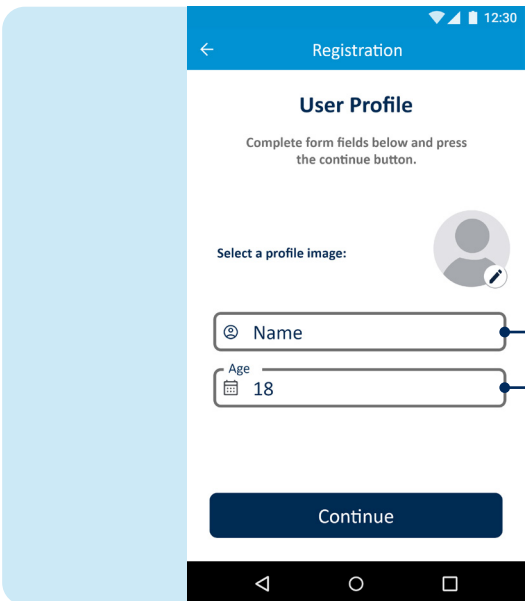 12:30
Registration
User Profile
Complete form fields below and press
the continue button.
Select a profile image:
Name
Age
18
Continue